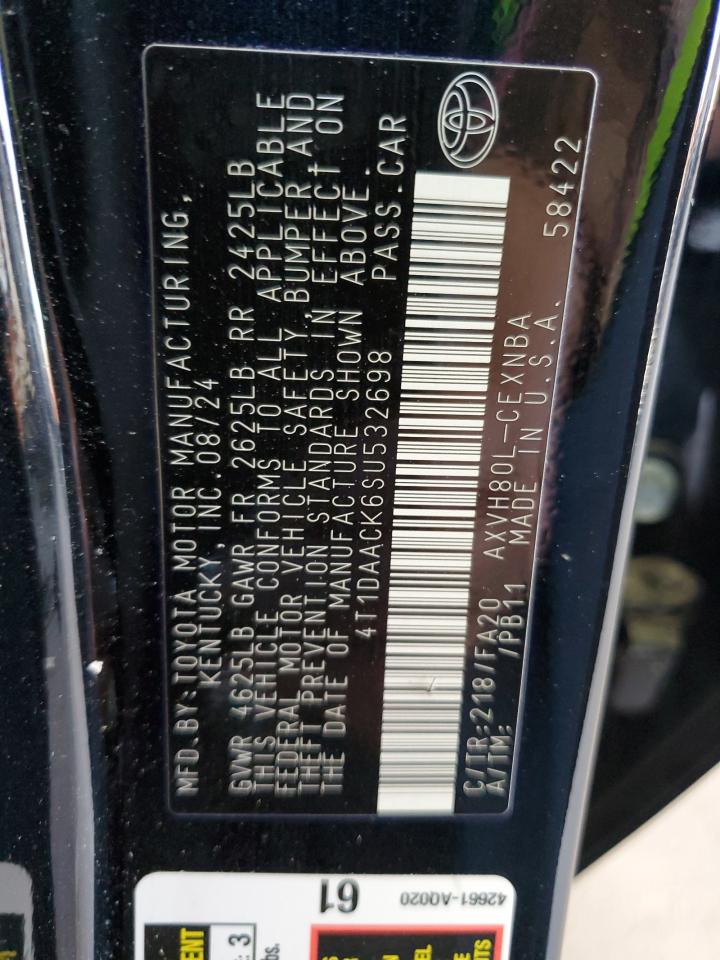 MFD.BY:TOYOTA MOTOR MANUFACTURING,
KENTUCKY, INC.08/24
GVWR 4625LB GAWR FR 2625LB RR 2425LB
THIS VEHICLE CONFORMS TO ALL APPLICABLE
FEDERAL MOTOR VEHICLE SAFETY, BUMPER AND
THEFT PREVENTION STANDARDS IN EFFECT ON
THE DATE OF MANUFACTURE SHOWN ABOVE.
4T1DAACK6SU532698 PASS.CAR
C/TR:218/FA20 AXVH80L-CEXNBA
A/TM: /PB11 MADE IN U.S.A. 58422
61
42661-AQ020
3